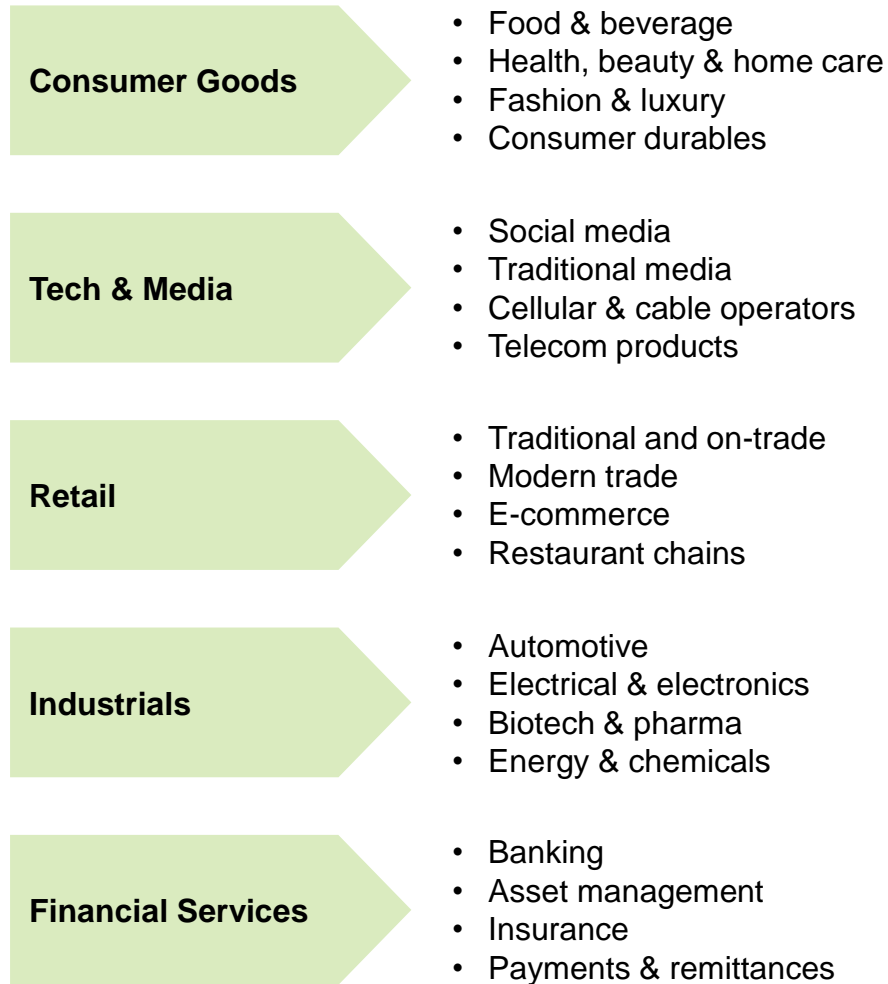 Consumer Goods
• Food & beverage
• Health, beauty & home care
• Fashion & luxury
• Consumer durables
Tech & Media
• Social media
• Traditional media
• Cellular & cable operators
• Telecom products
Retail
• Traditional and on-trade
• Modern trade
• E-commerce
• Restaurant chains
Industrials
• Automotive
• Electrical & electronics
• Biotech & pharma
• Energy & chemicals
Financial Services
• Banking
• Asset management
• Insurance
• Payments & remittances